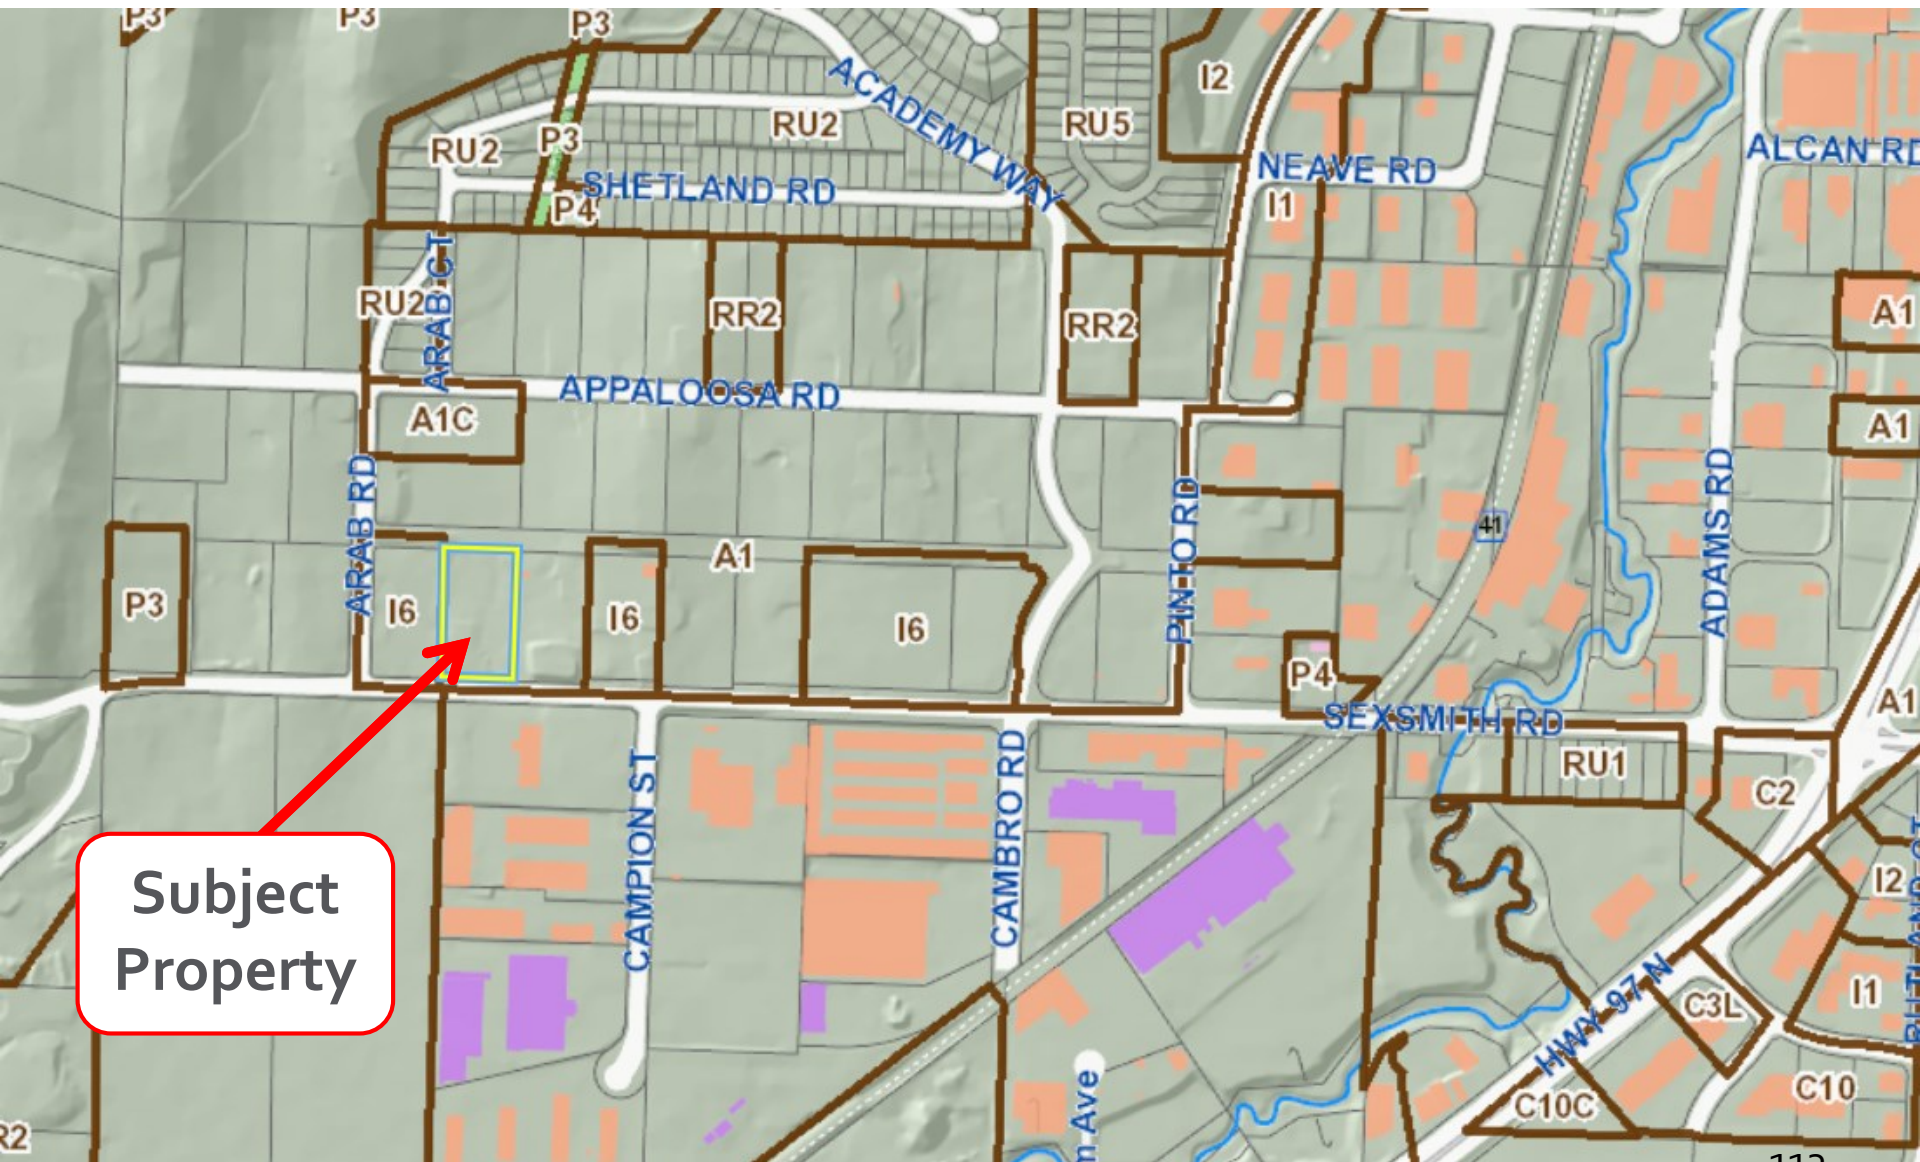 P3
P3
P3
I2
ACADEMY WAY
RU2
RU5
P3
RU2
NEAVE RD
ALCAN RD
SHETLAND RD
P4
I1
ARAB CT
RU2
RR2
RR2
A1
APPALOOSA RD
A1C
A1
ARAB RD
PINTO RD
ADAMS RD
41
A1
P3
I6
I6
I6
P4
A1
SEXSMITH RD
RU1
C2
CAMPION ST
CAMBRO RD
Subject
Property
I2
HWY 97 N
C3L
I1
C10C
C10
Ave
R2
113